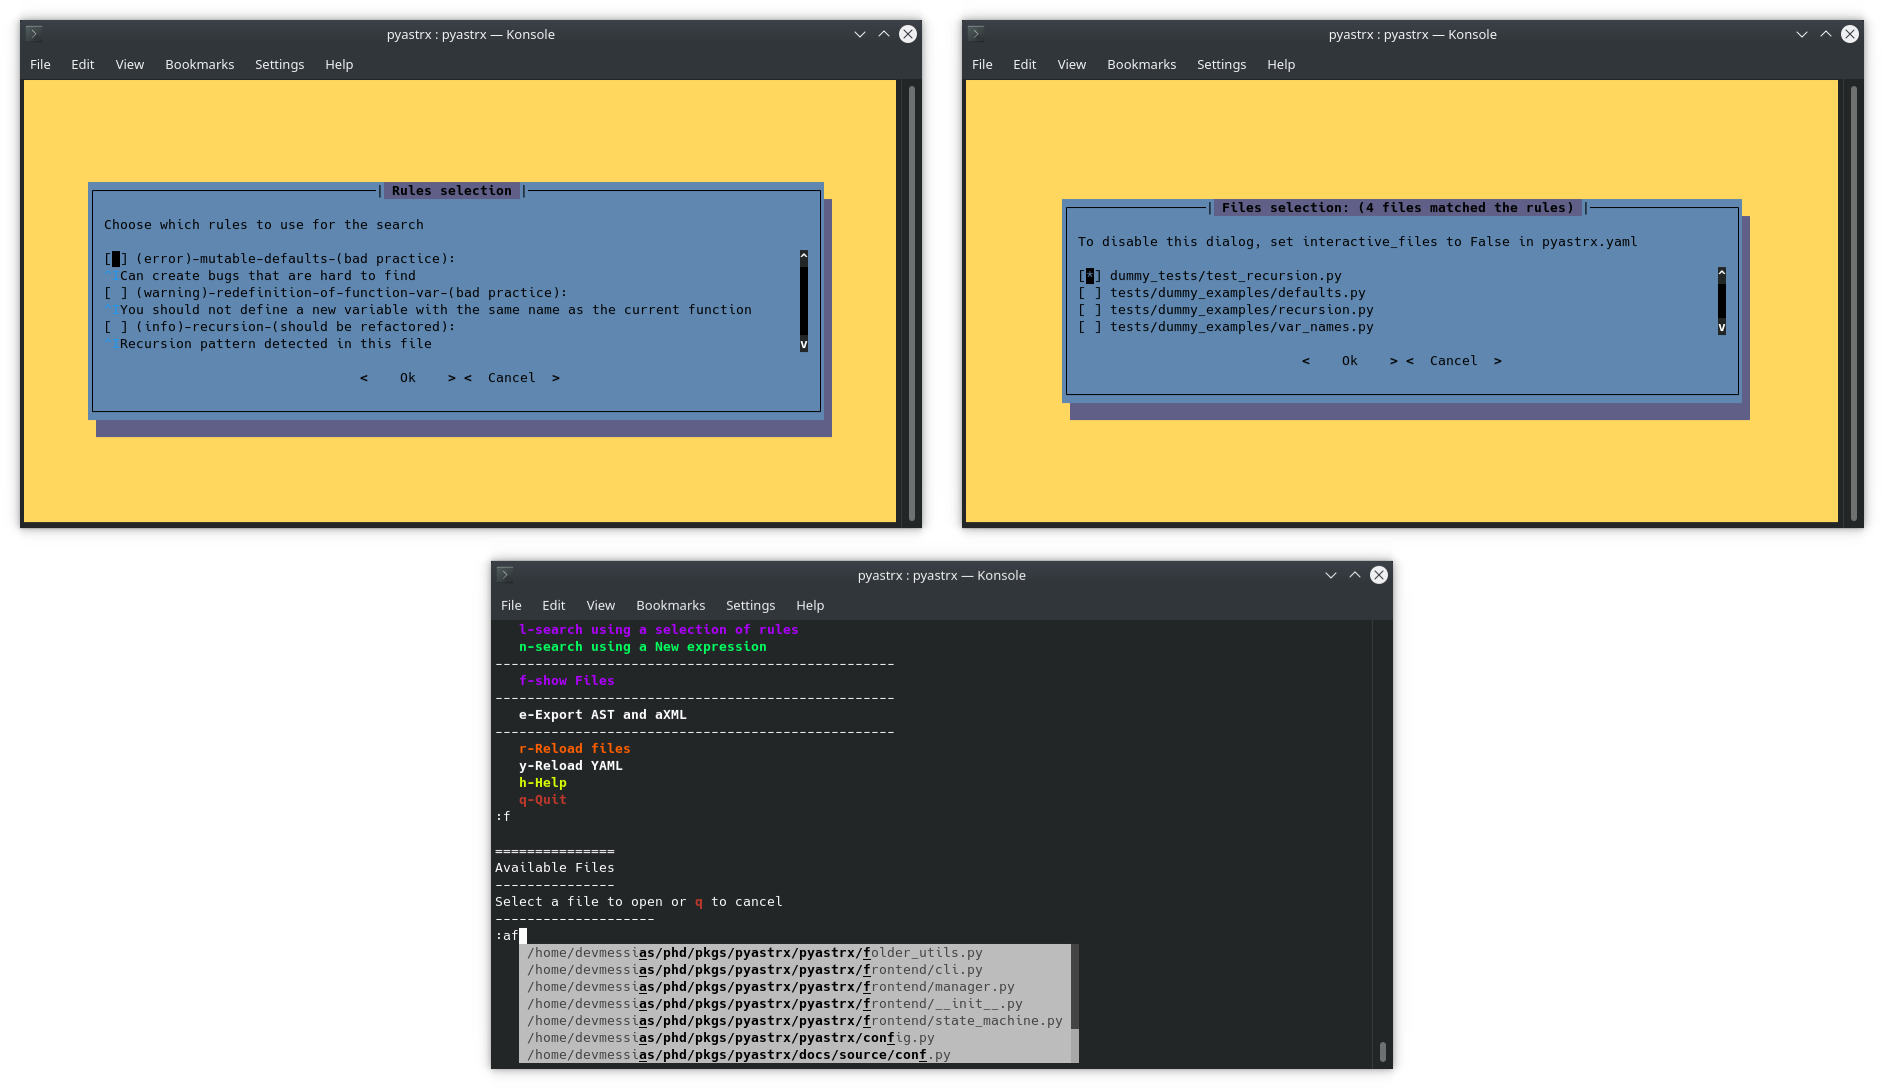 pyastrx : pyastrx — Konsole
File Edit View Bookmarks Settings Help
| Rules selection |
Choose which rules to use for the search
[ ] (error)-mutable-defaults-(bad practice):
Can create bugs that are hard to find
[ ] (warning)-redefinition-of-function-var-(bad practice):
You should not define a new variable with the same name as the current function
[ ] (info)-recursion-(should be refactored):
Recursion pattern detected in this file
^
v
< Ok > < Cancel >
pyastrx : pyastrx — Konsole
File Edit View Bookmarks Settings Help
| Files selection: (4 files matched the rules) |
To disable this dialog, set interactive_files to False in pyastrx.yaml
[*] dummy_tests/test_recursion.py
[ ] tests/dummy_examples/defaults.py
[ ] tests/dummy_examples/recursion.py
[ ] tests/dummy_examples/var_names.py
^
v
< Ok > < Cancel >
pyastrx : pyastrx — Konsole
File Edit View Bookmarks Settings Help
l-search using a selection of rules
n-search using a New expression
--------------------------------------------------
f-show Files
--------------------------------------------------
e-Export AST and aXML
--------------------------------------------------
r-Reload files
y-Reload YAML
h-Help
q-Quit
:f
===============
Available Files
---------------
Select a file to open or q to cancel
--------------------
:af
/home/devmessias/phd/pkgs/pyastrx/pyastrx/folder_utils.py
/home/devmessias/phd/pkgs/pyastrx/pyastrx/frontend/cli.py
/home/devmessias/phd/pkgs/pyastrx/pyastrx/frontend/manager.py
/home/devmessias/phd/pkgs/pyastrx/pyastrx/frontend/__init__.py
/home/devmessias/phd/pkgs/pyastrx/pyastrx/frontend/state_machine.py
/home/devmessias/phd/pkgs/pyastrx/pyastrx/config.py
/home/devmessias/phd/pkgs/pyastrx/docs/source/conf.py